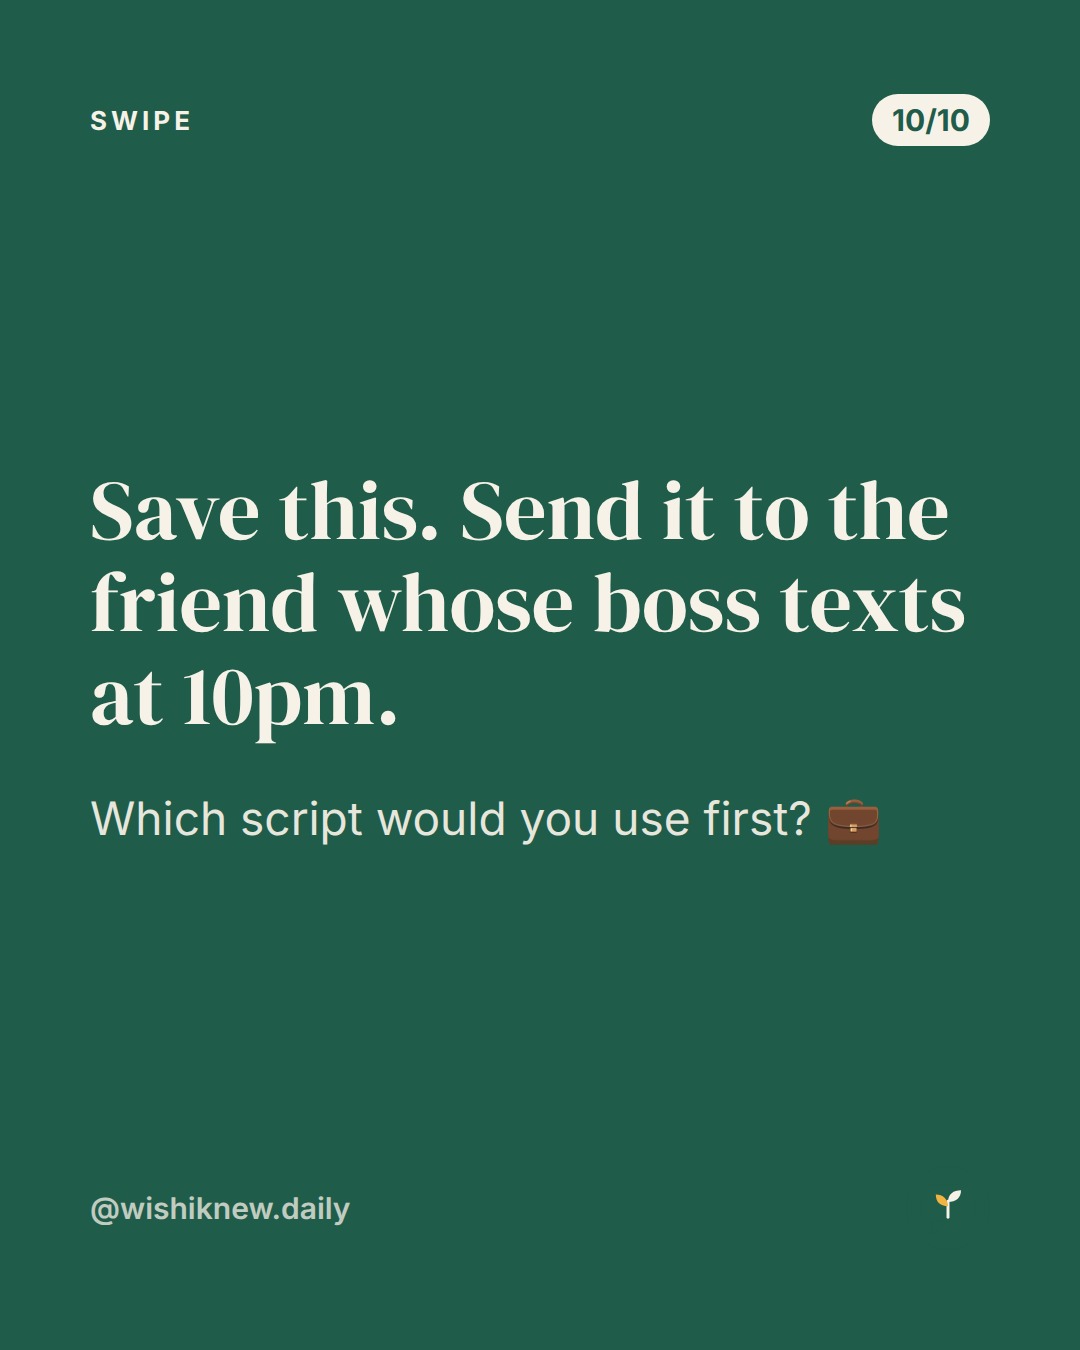 SWIPE
10/10
Save this. Send it to the
friend whose boss texts
at 10pm.
Which script would you use first? 💼
@wishiknew.daily